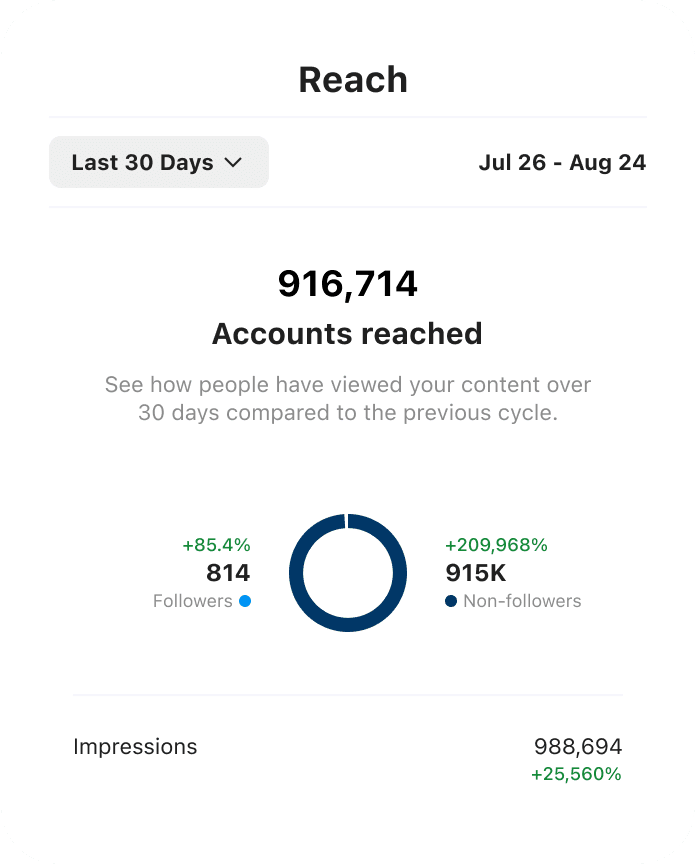 Reach
Last 30 Days
Jul 26 - Aug 24
916,714
Accounts reached
See how people have viewed your content over
30 days compared to the previous cycle.
+85.4%
814
Followers
+209,968%
915K
Non-followers
Impressions
988,694
+25,560%